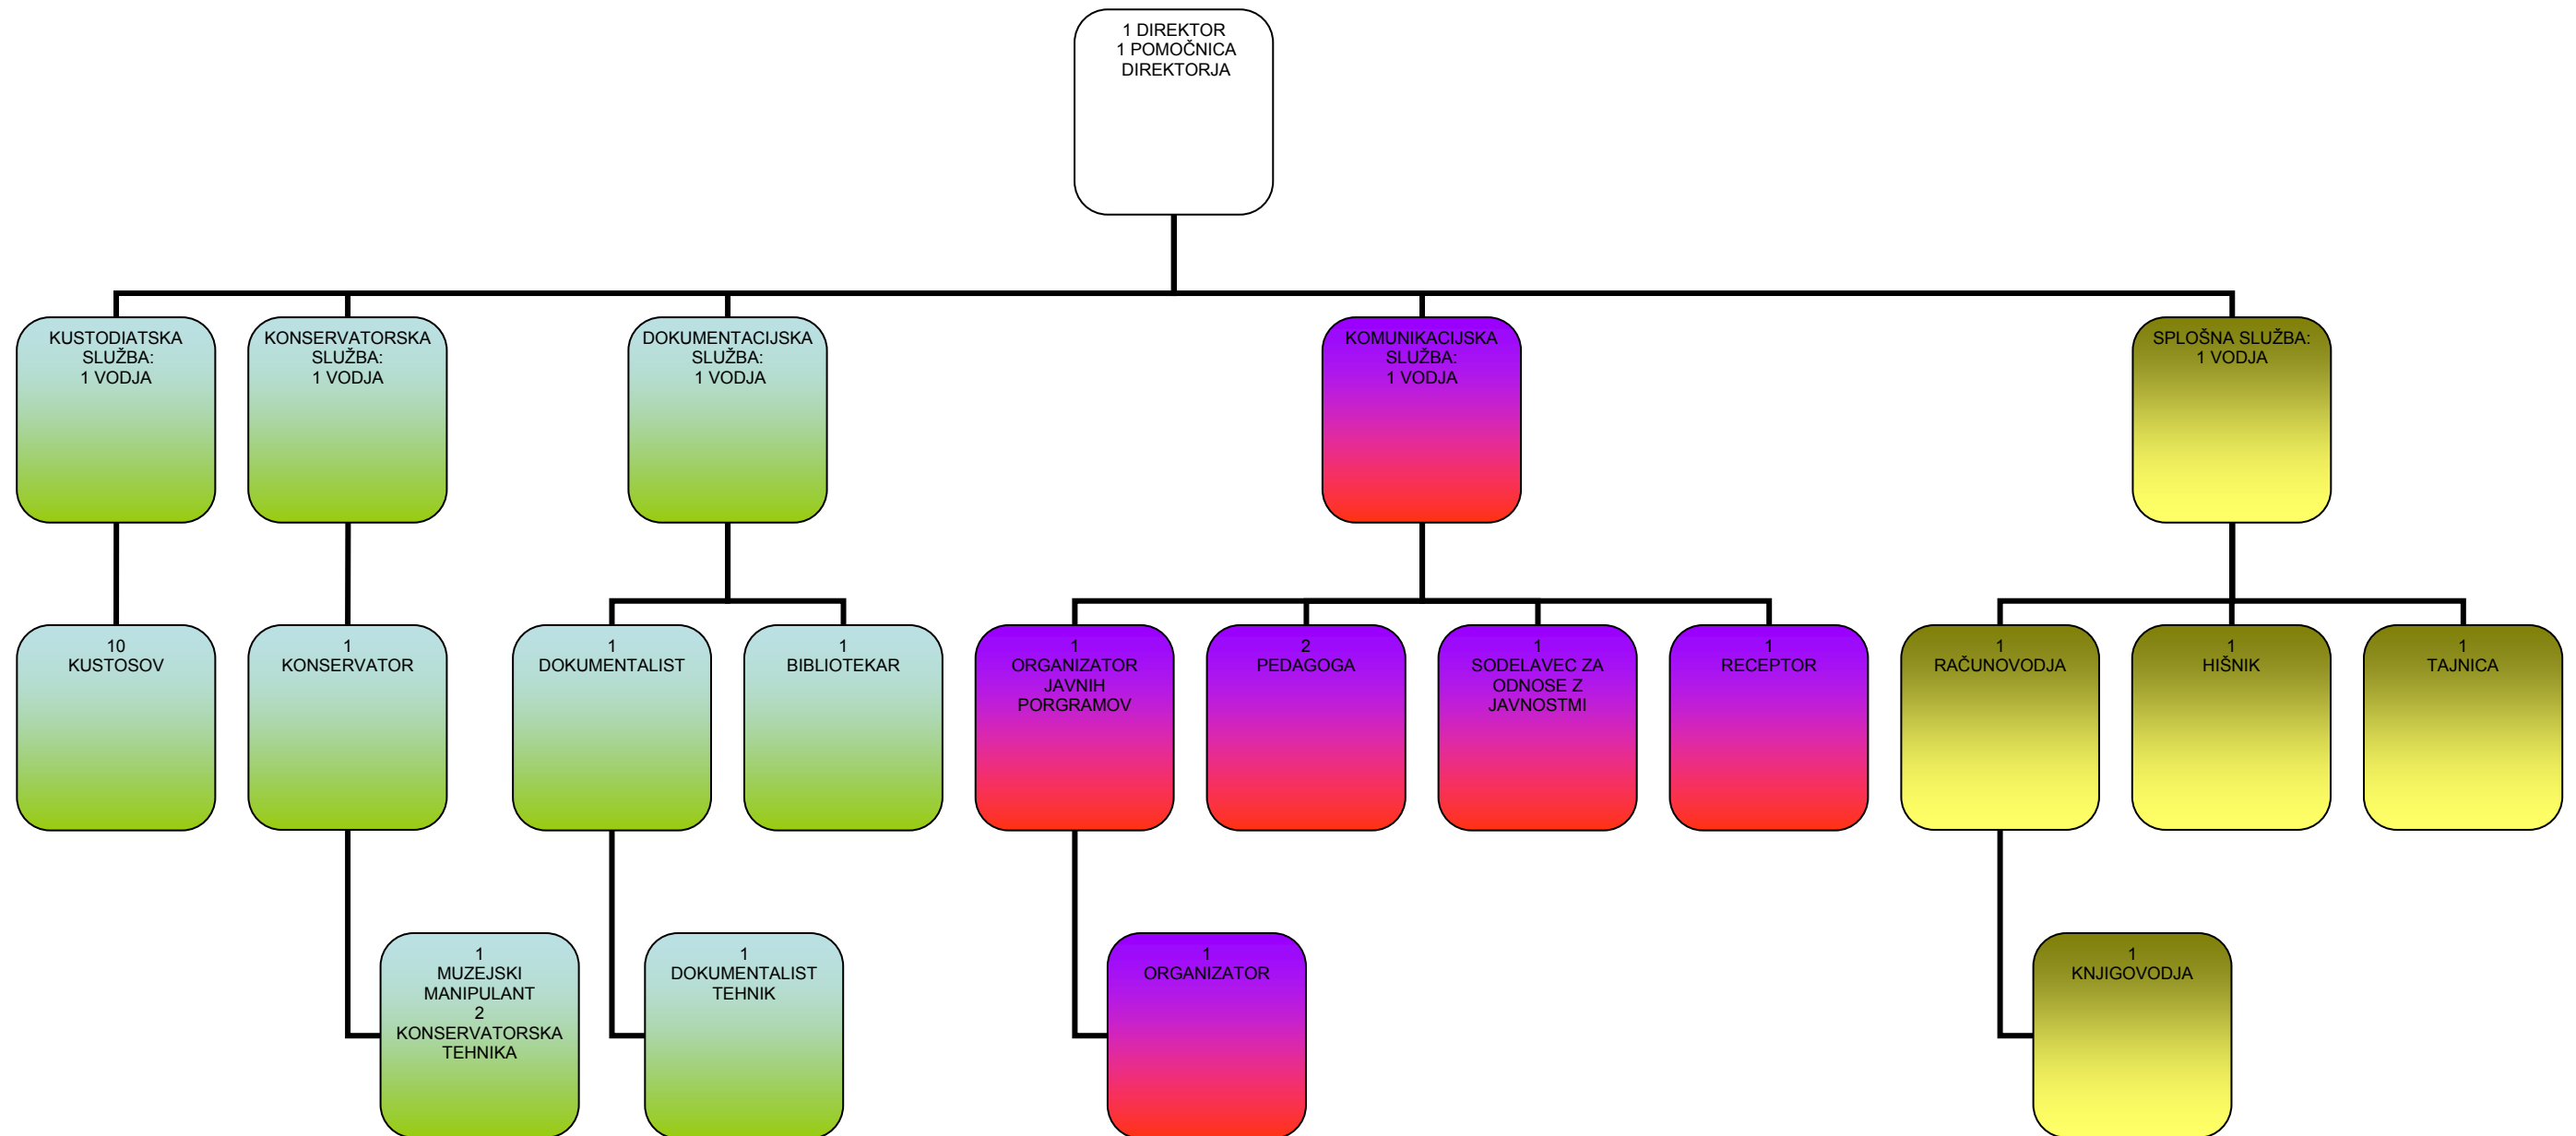 1 DIREKTOR
1 POMOČNICA
DIREKTORJA
KUSTODIATSKA
SLUŽBA:
1 VODJA
KONSERVATORSKA
SLUŽBA:
1 VODJA
DOKUMENTACIJSKA
SLUŽBA:
1 VODJA
KOMUNIKACIJSKA
SLUŽBA:
1 VODJA
SPLOŠNA SLUŽBA:
1 VODJA
10
KUSTOSOV
1
KONSERVATOR
1
DOKUMENTALIST
1
BIBLIOTEKAR
1
ORGANIZATOR
JAVNIH
PORGRAMOV
2
PEDAGOGA
1
SODELAVEC ZA
ODNOSE Z
JAVNOSTMI
1
RECEPTOR
1
RAČUNOVODJA
1
HIŠNIK
1
TAJNICA
1
MUZEJSKI
MANIPULANT
2
KONSERVATORSKA
TEHNIKA
1
DOKUMENTALIST
TEHNIK
1
ORGANIZATOR
1
KNJIGOVODJA